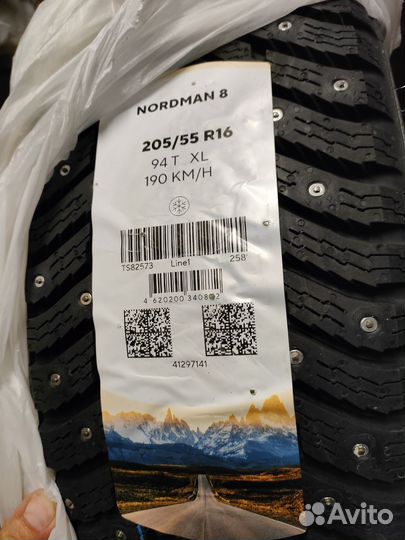 NORDMAN 8
205/55 R16
94 T XL
190 KM/H
TS82573 Line1 258
4 620200 340802
41297141
Avito